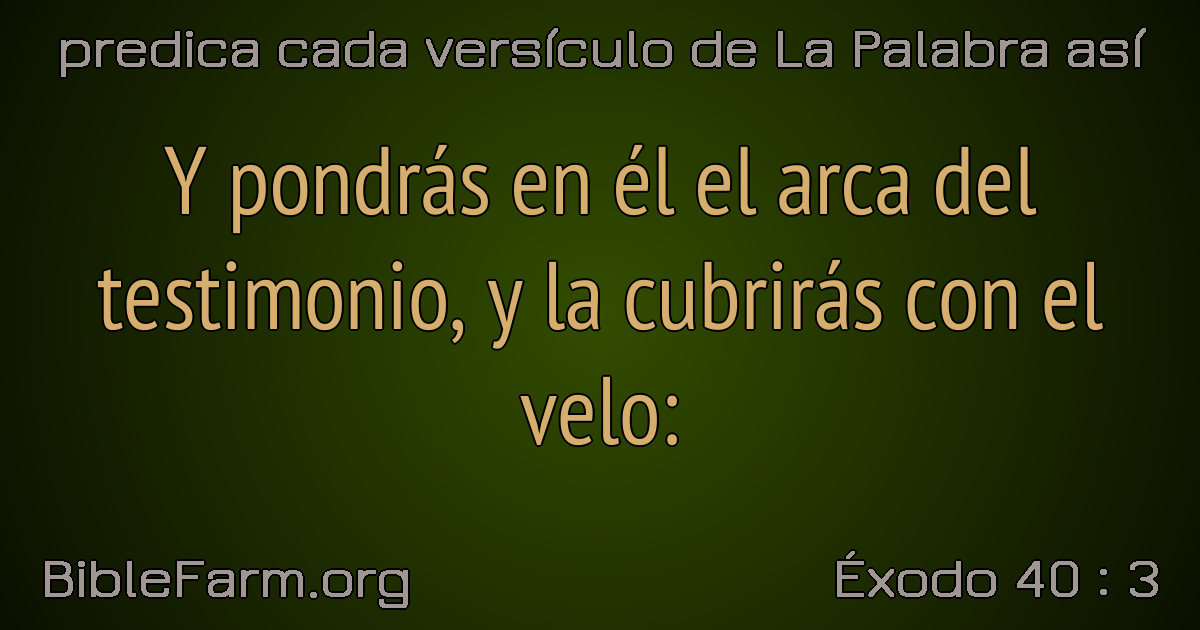 predica cada versículo de La Palabra así
Y pondrás en él el arca del
testimonio, y la cubrirás con el
velo:
BibleFarm.org
Éxodo 40 : 3